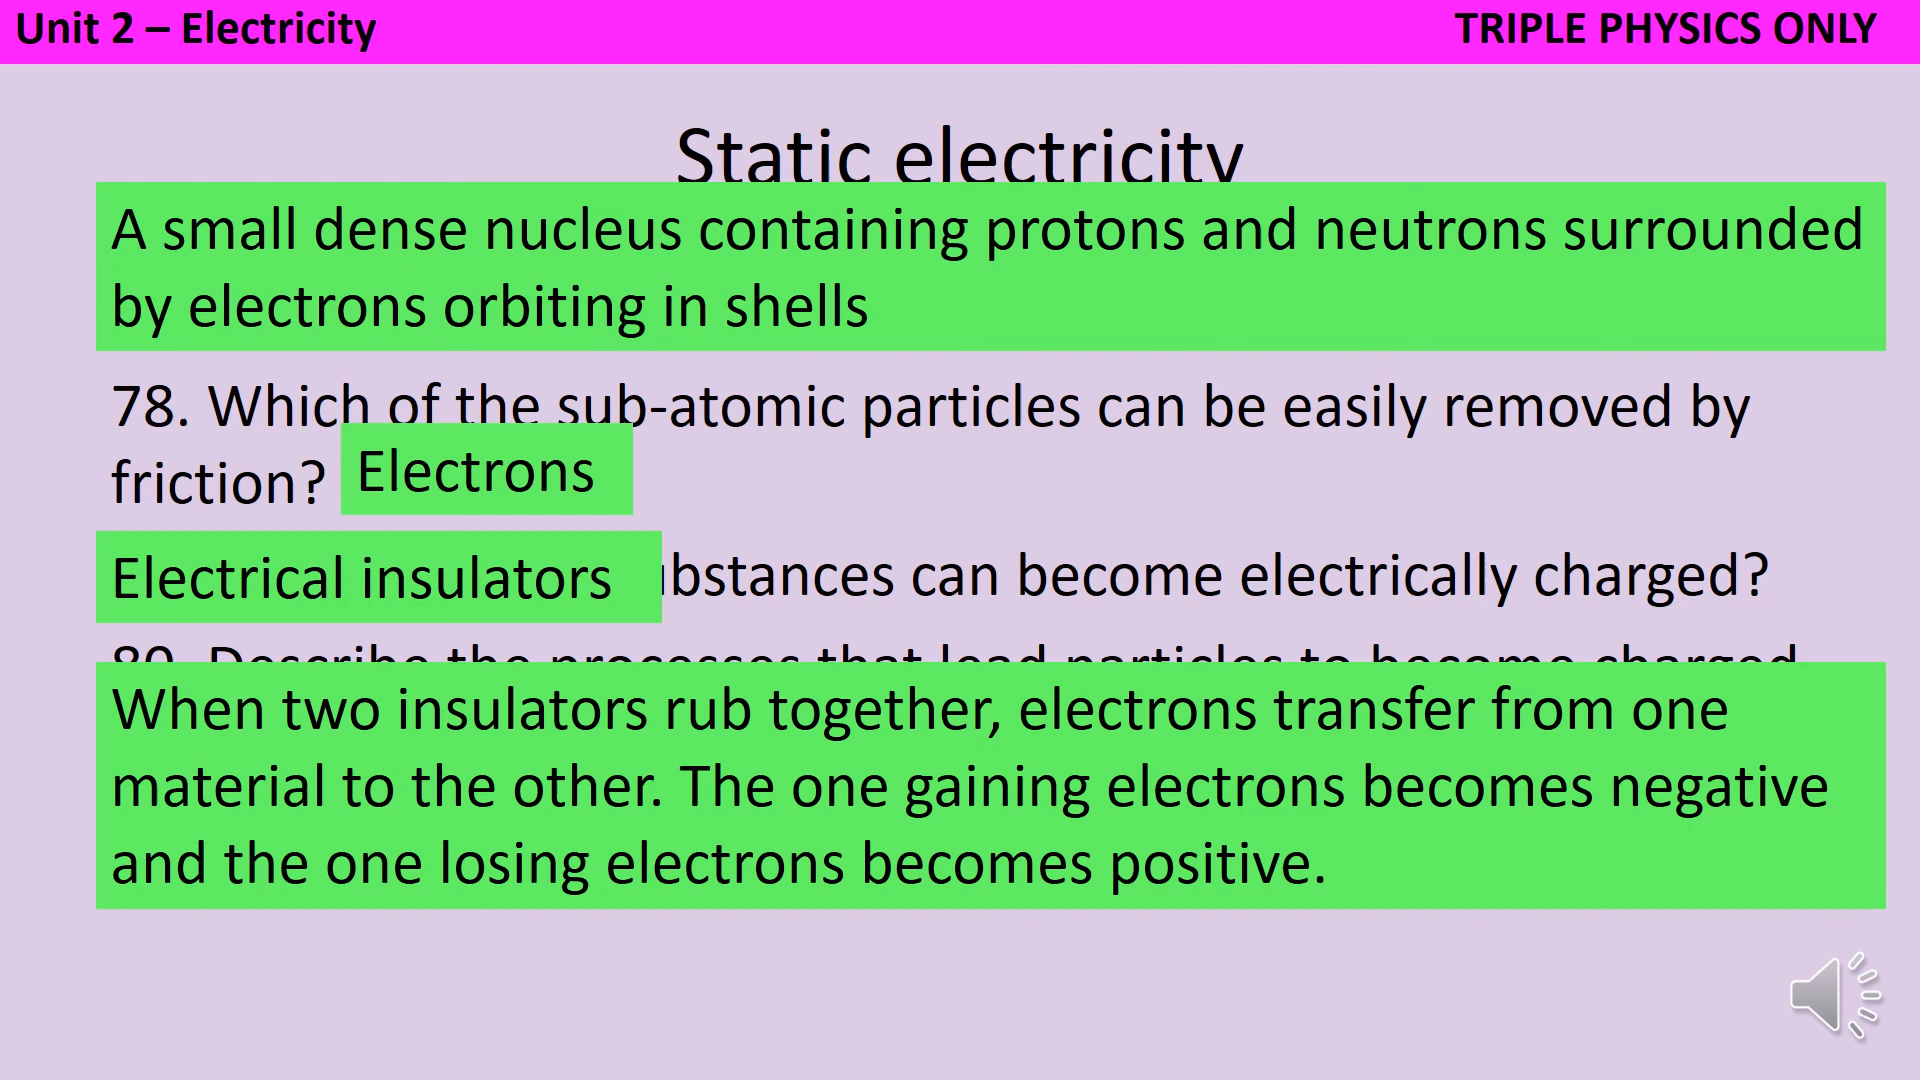 Unit 2 – Electricity
TRIPLE PHYSICS ONLY
Static electricity
A small dense nucleus containing protons and neutrons surrounded
by electrons orbiting in shells
78. Which of the sub-atomic particles can be easily removed by
friction? Electrons
Electrical insulators bstances can become electrically charged?
80. Describe the processes that lead particles to become charged
When two insulators rub together, electrons transfer from one
material to the other. The one gaining electrons becomes negative
and the one losing electrons becomes positive.